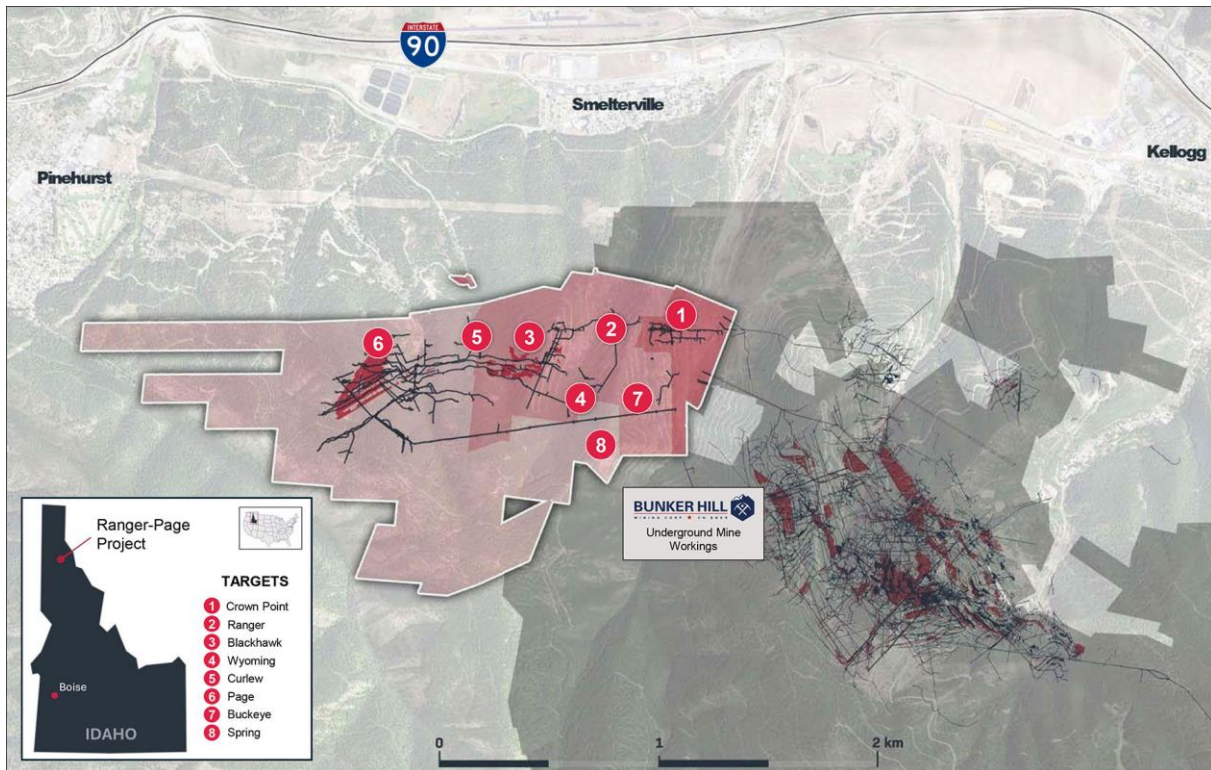 INTERSTATE
90
Smelterville
Kellogg
Pinehurst
1
2
3
5
6
4
7
8
BUNKER HILL
MINING CORP
Underground Mine
Workings
Ranger-Page
Project
TARGETS
1 Crown Point
2 Ranger
3 Blackhawk
4 Wyoming
5 Curlew
6 Page
7 Buckeye
8 Spring
Boise
IDAHO
0 1 2 km